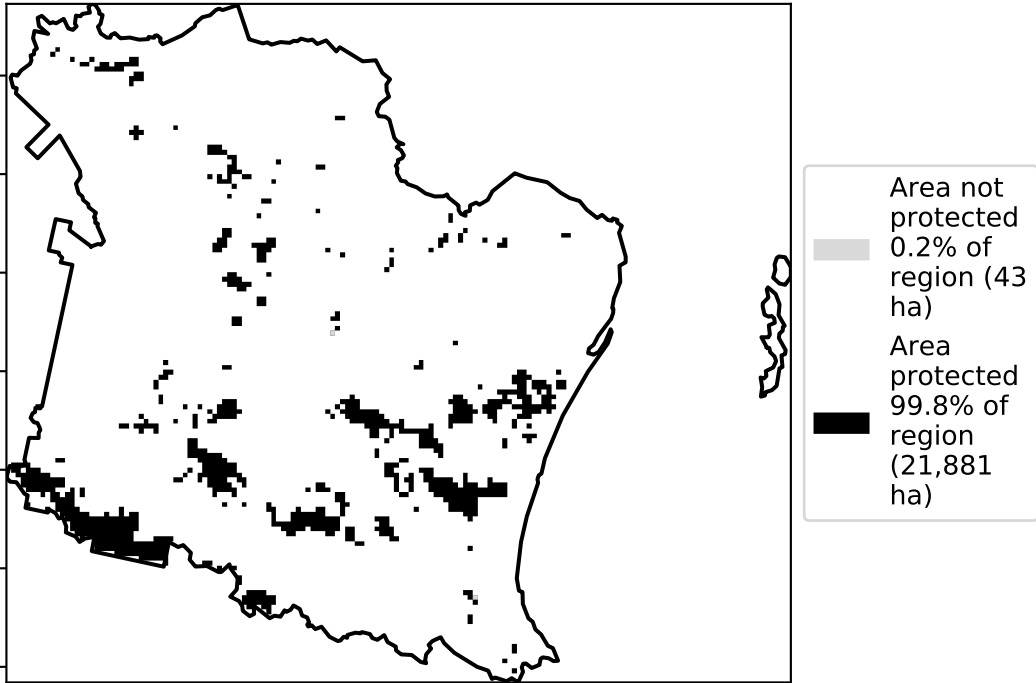 Area not
protected
0.2% of
region (43
ha)
Area
protected
99.8% of
region
(21,881
ha)